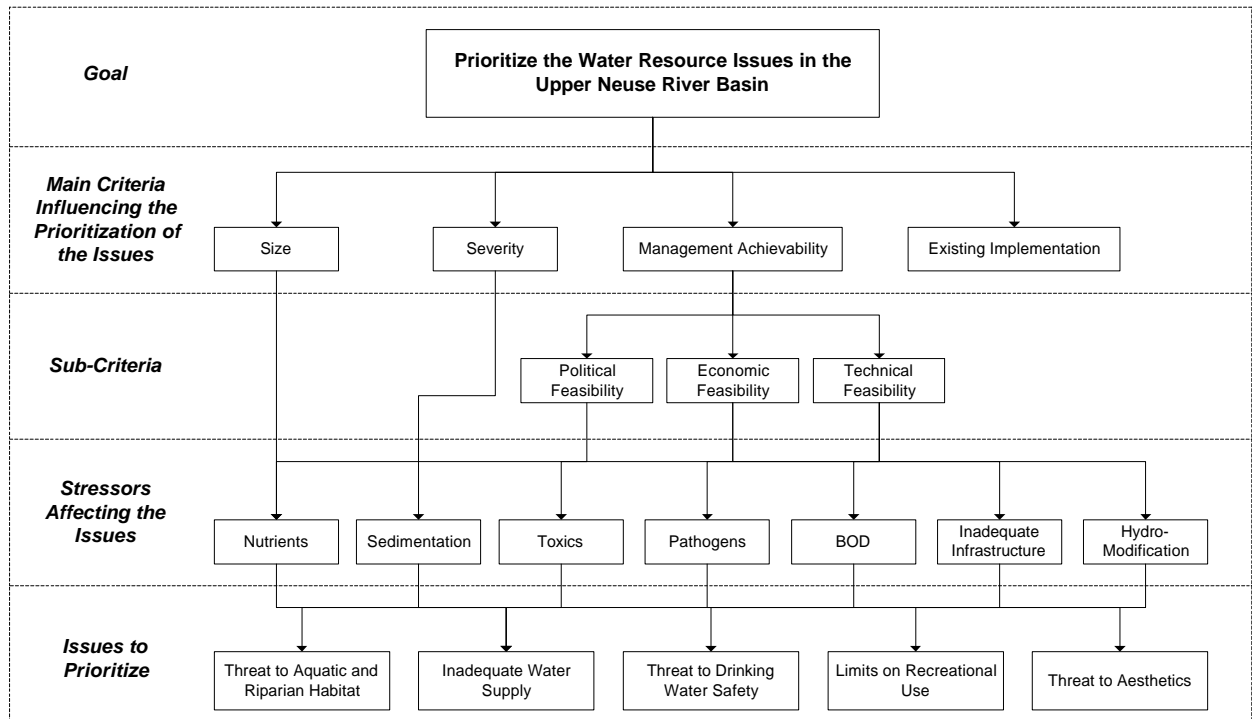 Goal
Prioritize the Water Resource Issues in the
Upper Neuse River Basin
Main Criteria
Influencing the
Prioritization of
the Issues
Size
Severity
Management Achievability
Existing Implementation
Sub-Criteria
Political
Feasibility
Economic
Feasibility
Technical
Feasibility
Stressors
Affecting the
Issues
Nutrients
Sedimentation
Toxics
Pathogens
BOD
Inadequate
Infrastructure
Hydro-
Modification
Issues to
Prioritize
Threat to Aquatic and
Riparian Habitat
Inadequate Water
Supply
Threat to Drinking
Water Safety
Limits on Recreational
Use
Threat to Aesthetics